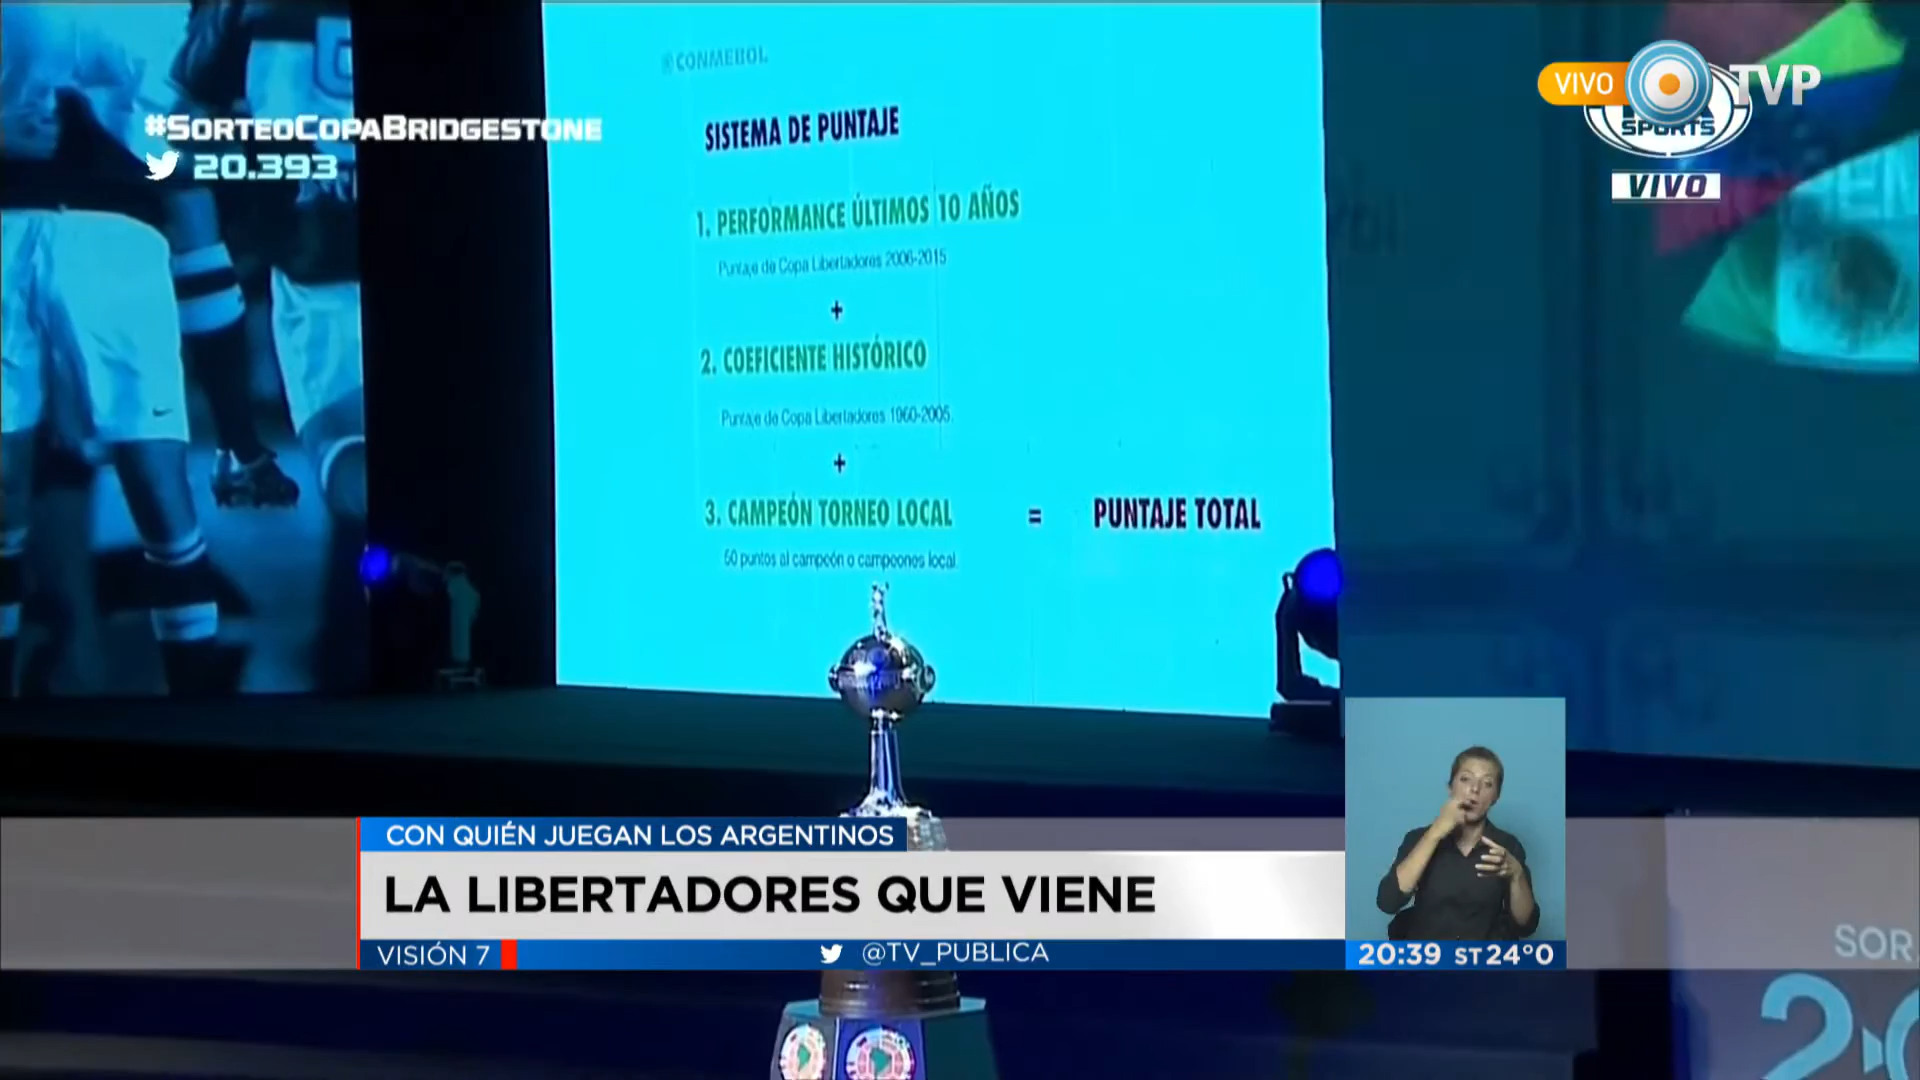 CONMEBOL
VIVO
TVP
#SORTEOCOPABRIDGESTONE
20.393
SPORTS
VIVO
SISTEMA DE PUNTAJE
1. PERFORMANCE ÚLTIMOS 10 AÑOS
Puntaje de Copa Libertadores 2006-2015
+
2. COEFICIENTE HISTÓRICO
Puntaje de Copa Libertadores 1960-2005.
+
3. CAMPEÓN TORNEO LOCAL = PUNTAJE TOTAL
50 puntos al campeón o campeones local.
CON QUIÉN JUEGAN LOS ARGENTINOS
LA LIBERTADORES QUE VIENE
VISIÓN 7
@TV_PUBLICA
20:39 ST 24°0
SOR